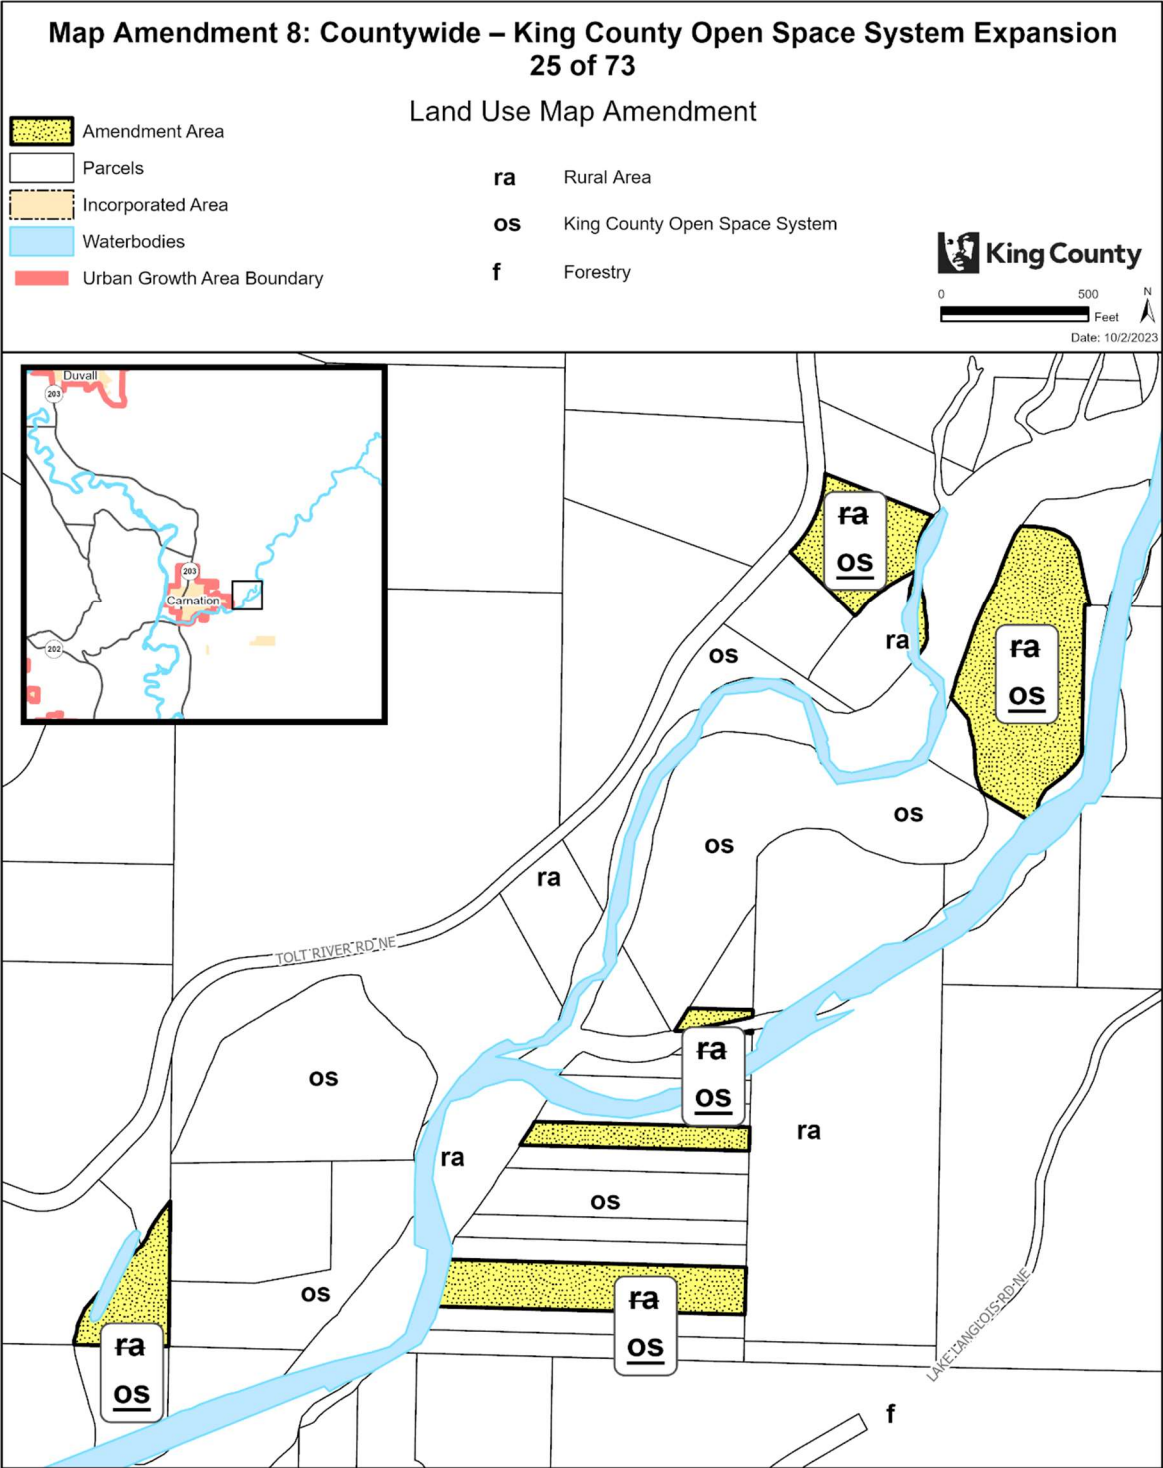 Map Amendment 8: Countywide – King County Open Space System Expansion
25 of 73
Land Use Map Amendment
Amendment Area
Parcels
Incorporated Area
Waterbodies
Urban Growth Area Boundary
ra Rural Area
os King County Open Space System
f Forestry
King County
0 500
Feet
N
Date: 10/2/2023
Duvall
203
203
Carnation
202
ra
os
os
ra
ra
os
os
os
ra
TOLT RIVER RD NE
ra
os
os
ra
ra
os
os
ra
os
ra
os
LAKE LANGLOIS RD NE
f